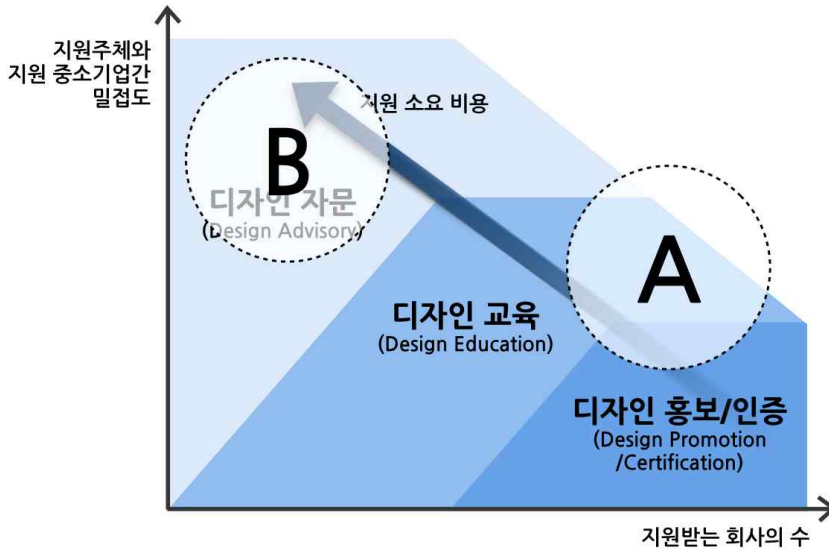 지원주체와
지원 중소기업간
밀접도
지원 소요 비용
B
디자인 자문
(Design Advisory)
A
디자인 교육
(Design Education)
디자인 홍보/인증
(Design Promotion
/Certification)
지원받는 회사의 수